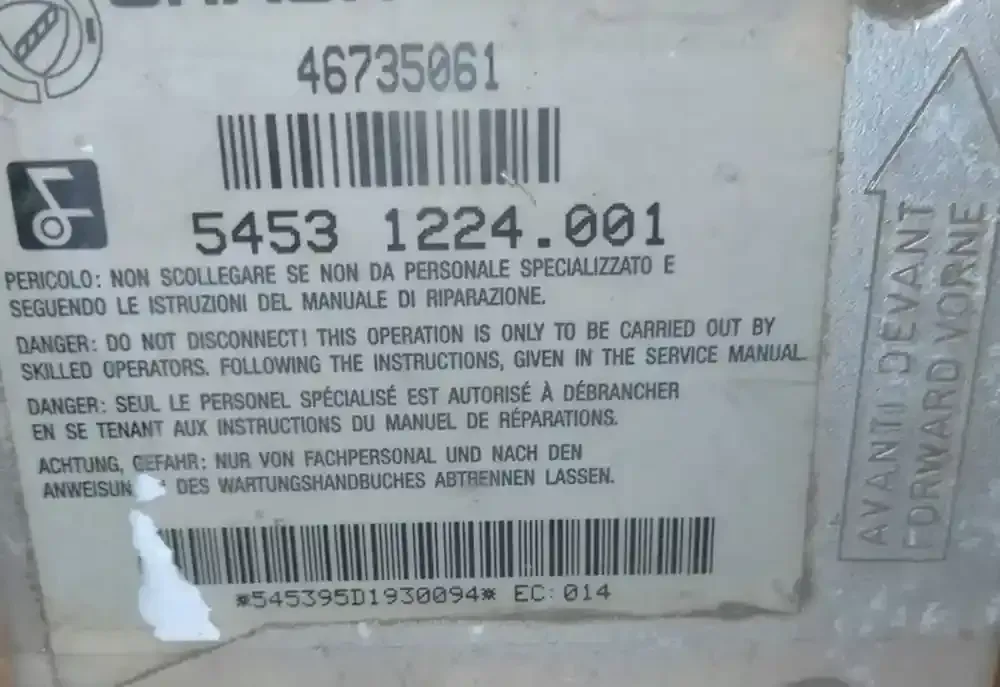 46735061
5453 1224.001
PERICOLO: NON SCOLLEGARE SE NON DA PERSONALE SPECIALIZZATO E
SEGUENDO LE ISTRUZIONI DEL MANUALE DI RIPARAZIONE.
DANGER: DO NOT DISCONNECT! THIS OPERATION IS ONLY TO BE CARRIED OUT BY
SKILLED OPERATORS. FOLLOWING THE INSTRUCTIONS, GIVEN IN THE SERVICE MANUAL.
DANGER: SEUL LE PERSONEL SPÉCIALISÉ EST AUTORISÉ À DÉBRANCHER
EN SE TENANT AUX INSTRUCTIONS DU MANUEL DE RÉPARATIONS.
ACHTUNG, GEFAHR: NUR VON FACHPERSONAL UND NACH DEN
DES WARTUNGSHANDBUCHES ABTRENNEN LASSEN.
*545395D1930094* EC:014
AVANTI DEVANT
FORWARD VORNE